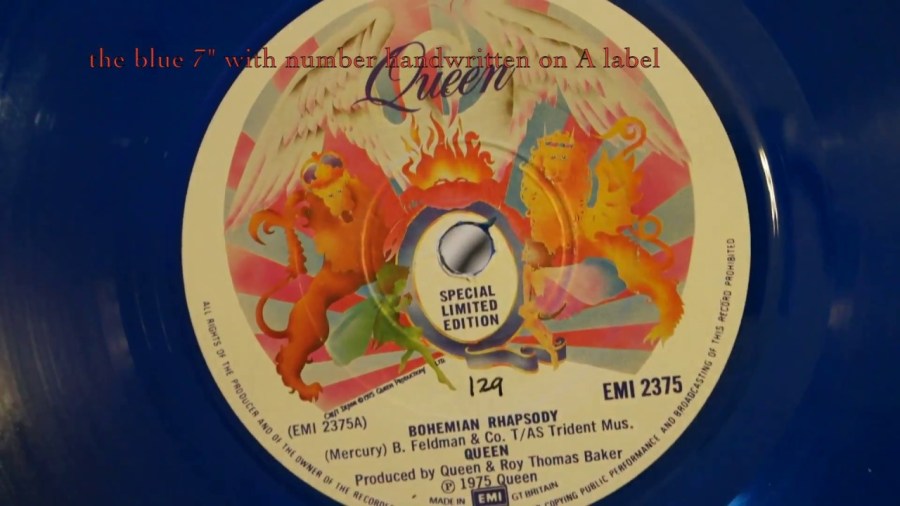 the blue 7" with number handwritten on A label
Queen
SPECIAL
LIMITED
EDITION
129
EMI 2375
(EMI 2375A)
BOHEMIAN RHAPSODY
(Mercury) B. Feldman & Co. T/AS Trident Mus.
QUEEN
Produced by Queen & Roy Thomas Baker
℗ 1975 Queen
MADE IN EMI GT BRITAIN
ALL RIGHTS OF THE PRODUCER AND OF THE OWNER OF THE RECORDED
COPYING PUBLIC PERFORMANCE AND BROADCASTING OF THIS RECORD PROHIBITED